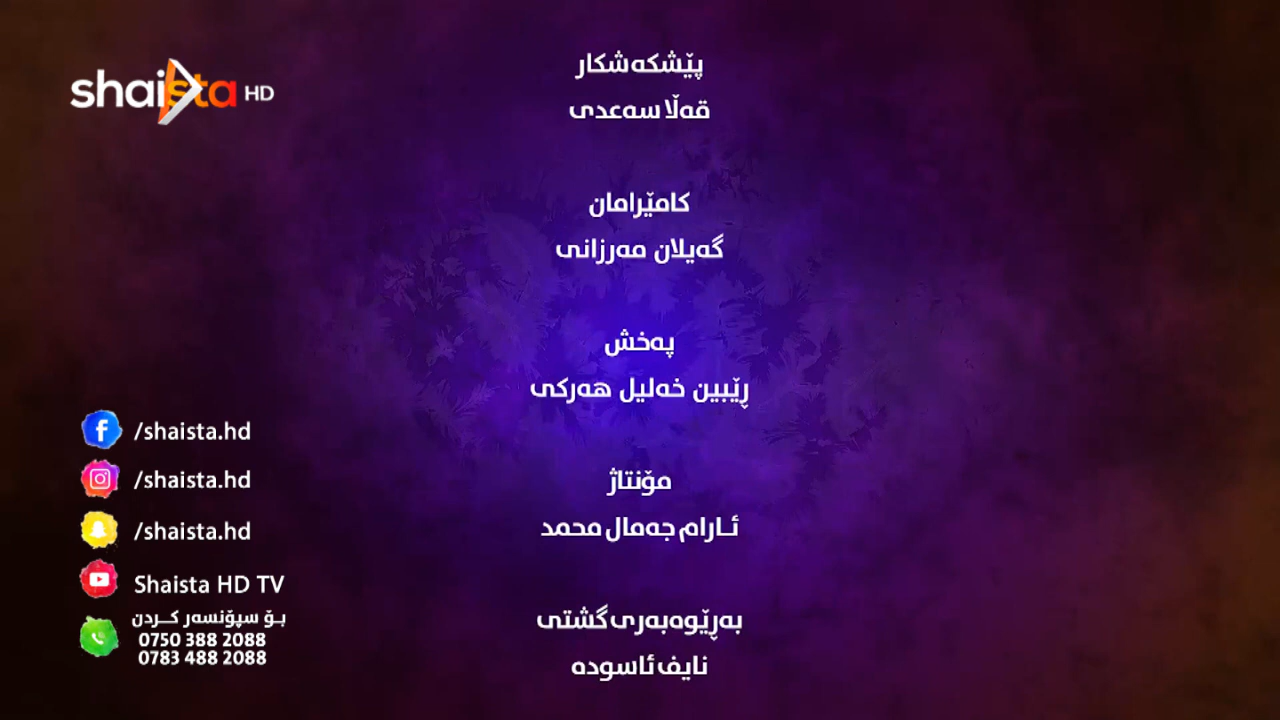 shaista HD
پێشکەشکار
قەڵا سەعدی
کامێرامان
گەیلان مەرزانی
پەخش
ڕێبین خەلیل هەرکی
مۆنتاژ
ئارام جەمال محمد
بەڕێوەبەری گشتی
نایف ئاسودە
/shaista.hd
/shaista.hd
/shaista.hd
Shaista HD TV
بۆ سپۆنسەر کردن
0750 388 2088
0783 488 2088